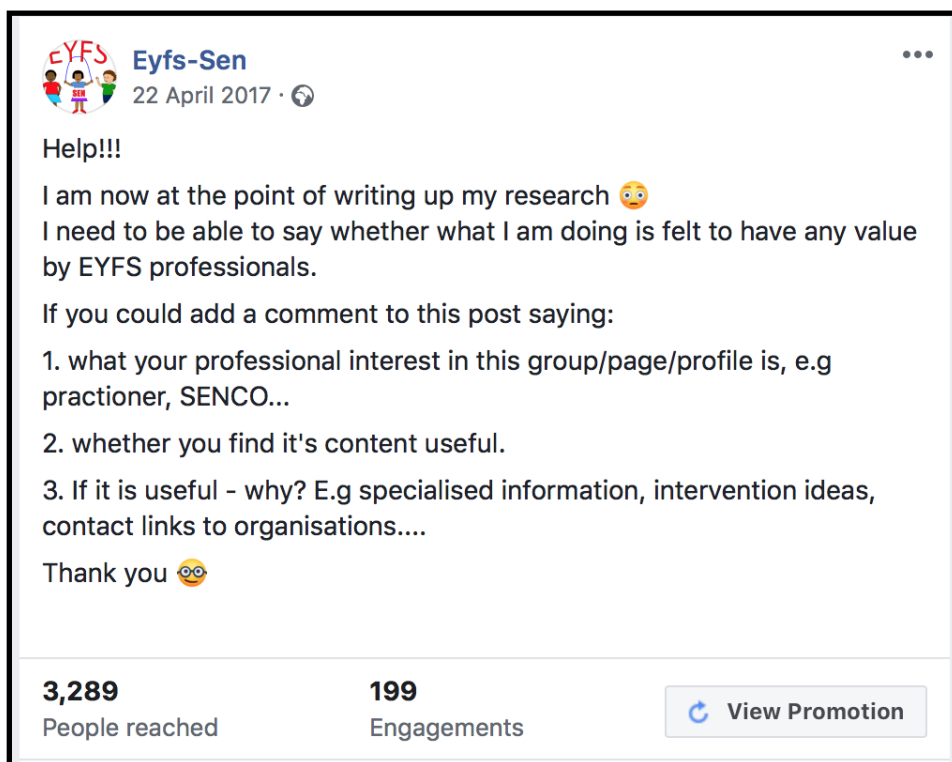 EYFS
SEN
Eyfs-Sen
22 April 2017 ·
Help!!!
I am now at the point of writing up my research 😳
I need to be able to say whether what I am doing is felt to have any value
by EYFS professionals.
If you could add a comment to this post saying:
1. what your professional interest in this group/page/profile is, e.g
practioner, SENCO...
2. whether you find it's content useful.
3. If it is useful - why? E.g specialised information, intervention ideas,
contact links to organisations....
Thank you 🤓
3,289
People reached
199
Engagements
View Promotion